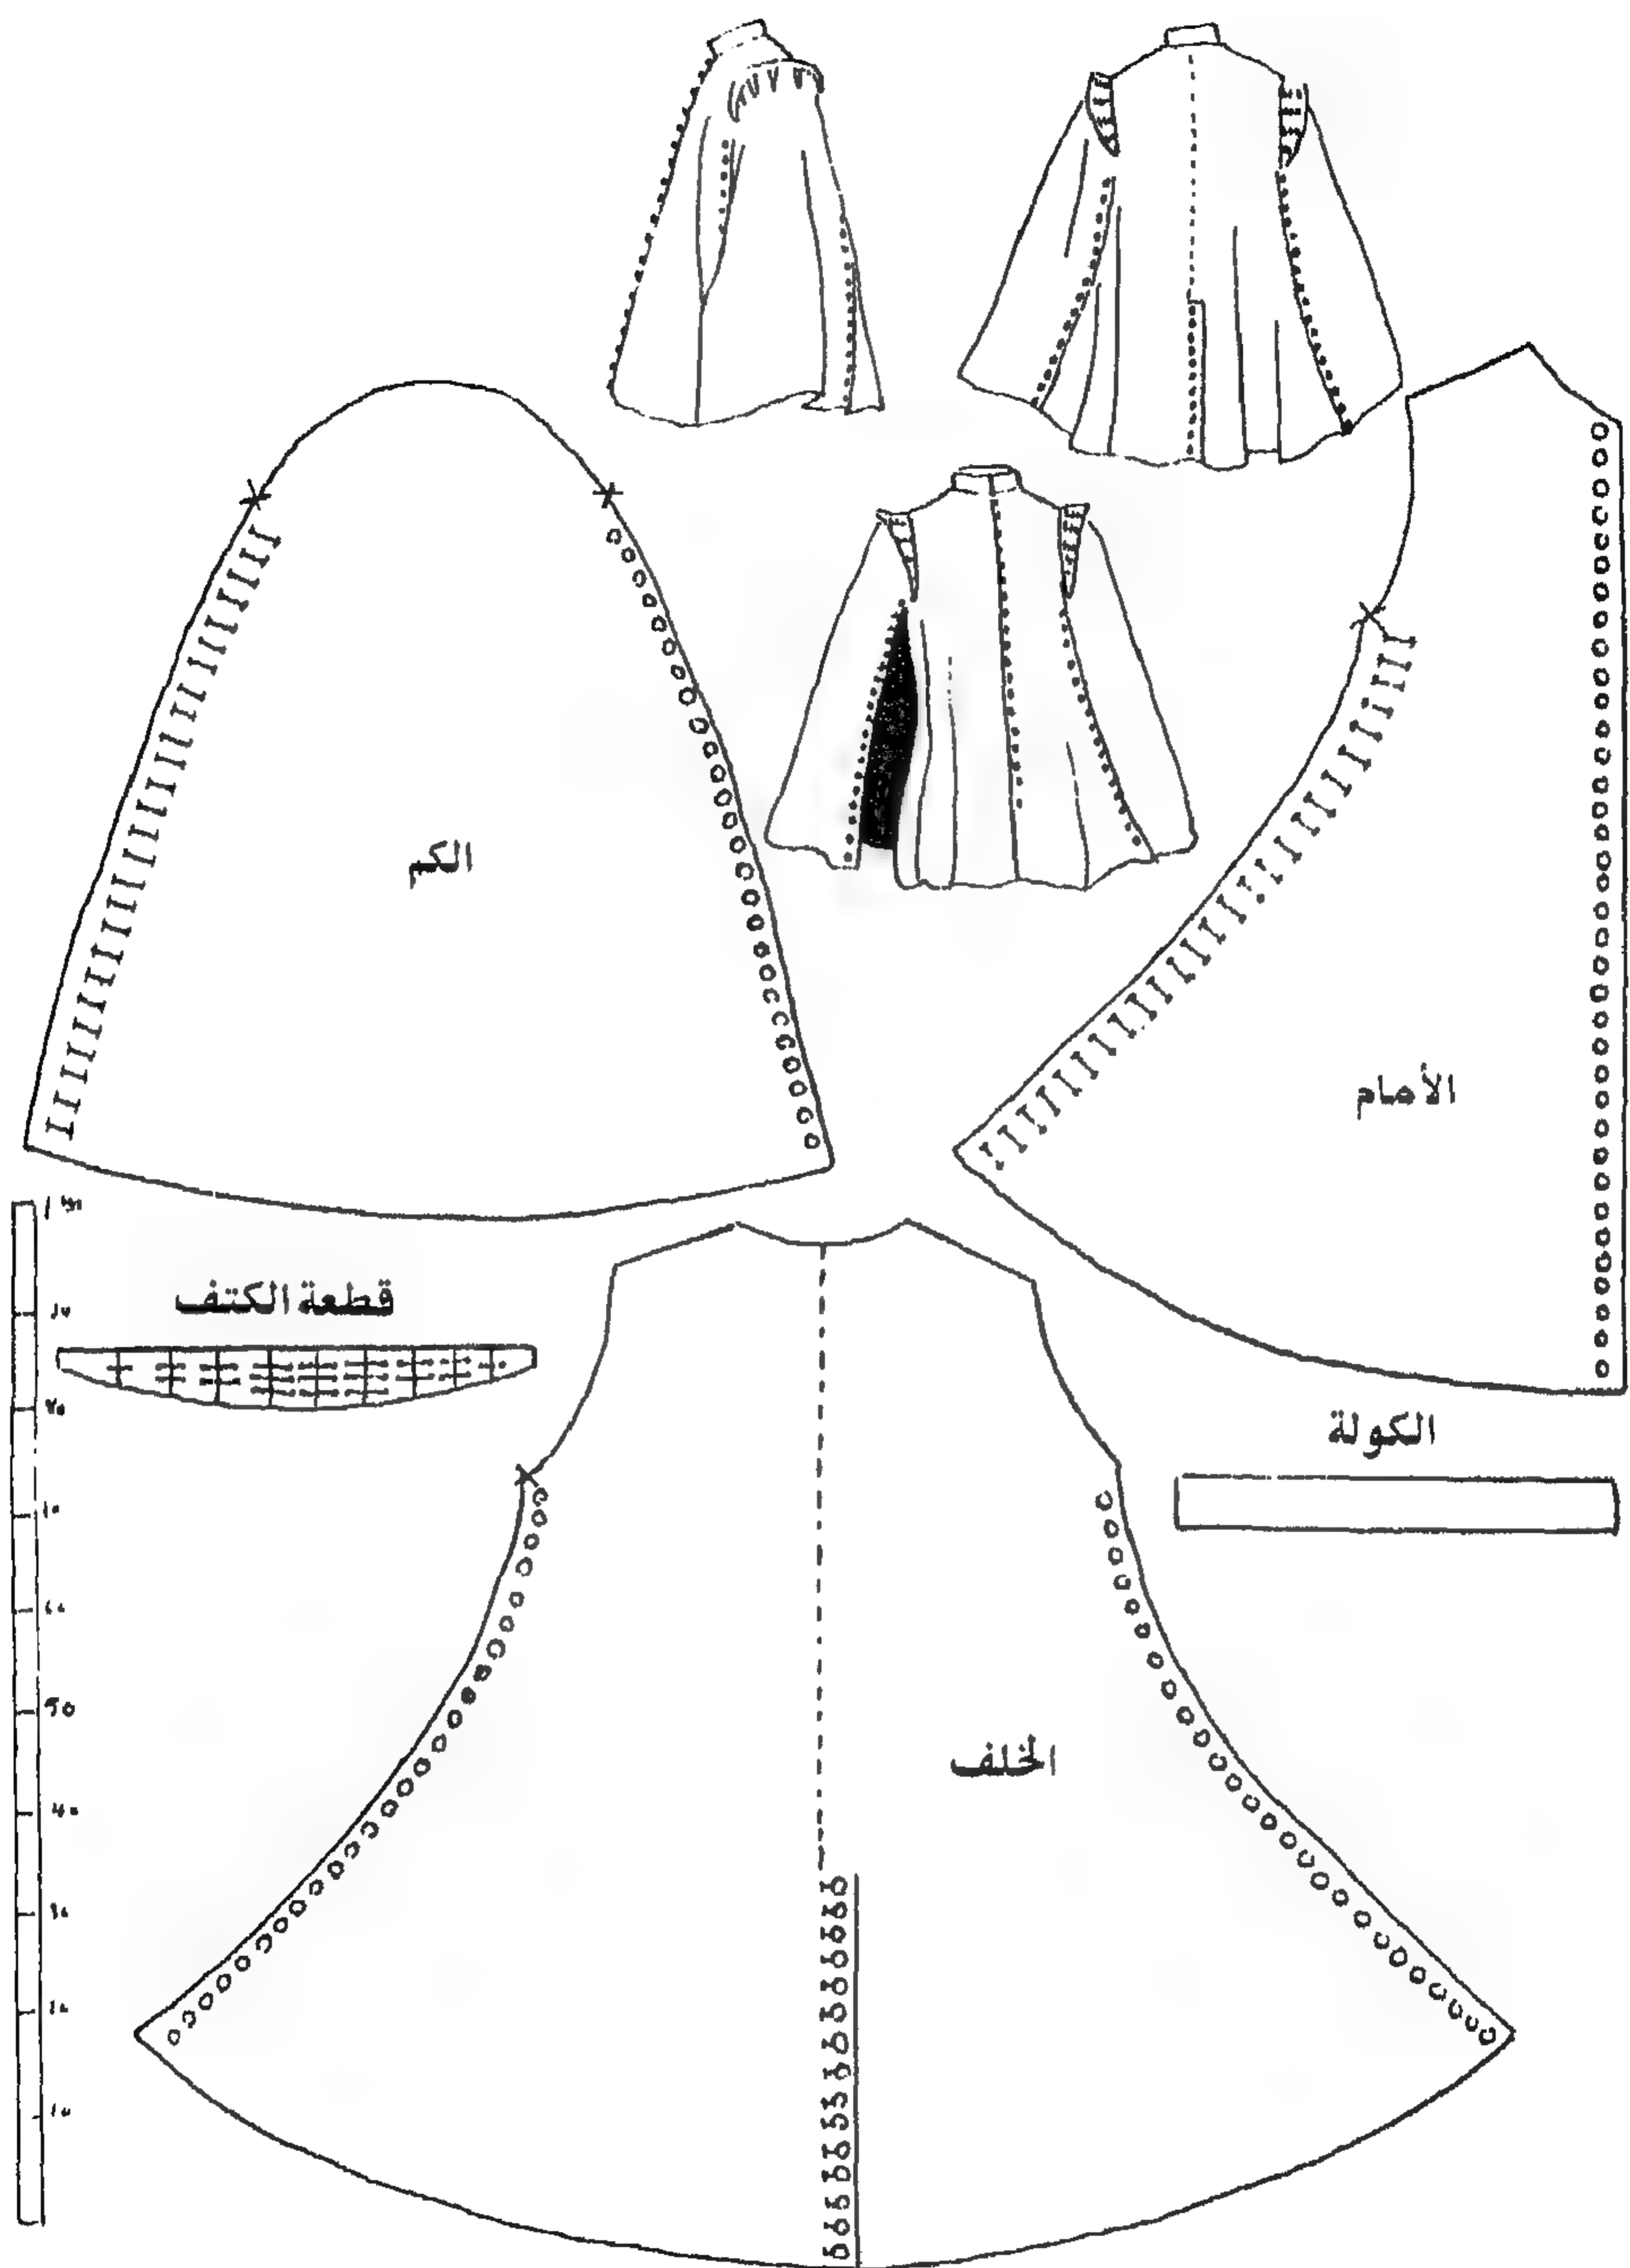 الكم
الأمام
قطعة الكتف
الكولة
الخلف